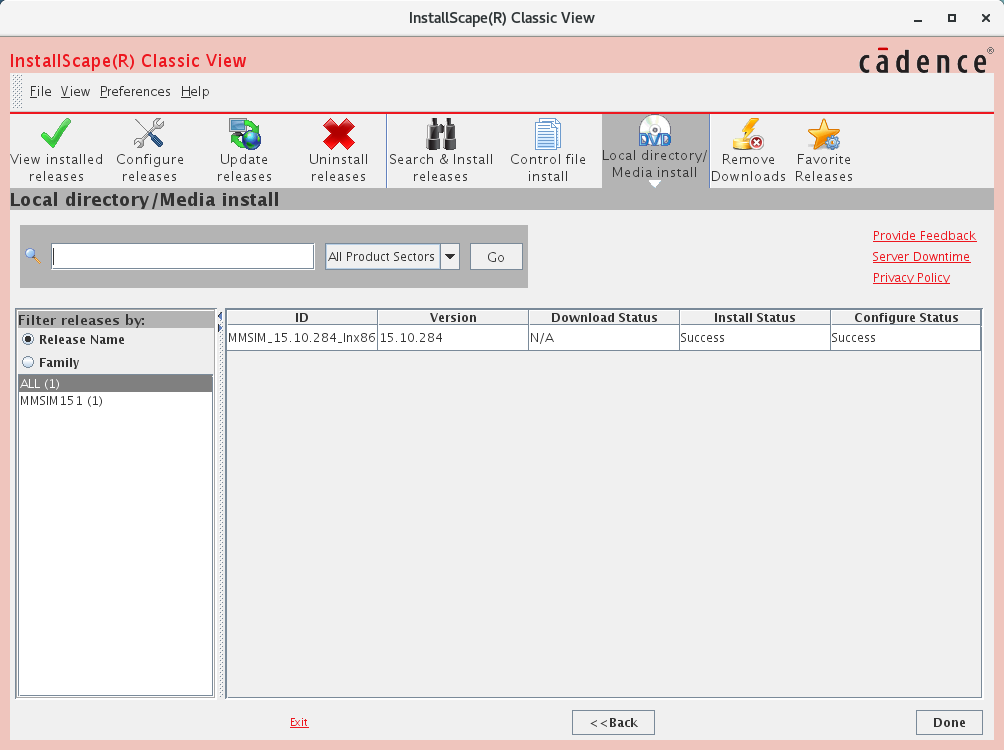 InstallScape(R) Classic View
InstallScape(R) Classic View
cādence®
File View Preferences Help
View installed releases
Configure releases
Update releases
Uninstall releases
Search & Install releases
Control file install
DVD
Local directory/ Media install
Remove Downloads
Favorite Releases
Local directory/Media install
All Product Sectors
Go
Provide Feedback
Server Downtime
Privacy Policy
Filter releases by:
Release Name
Family
ALL (1)
MMSIM151 (1)
ID Version Download Status Install Status Configure Status
MMSIM_15.10.284_lnx86 15.10.284 N/A Success Success
Exit
<<Back
Done